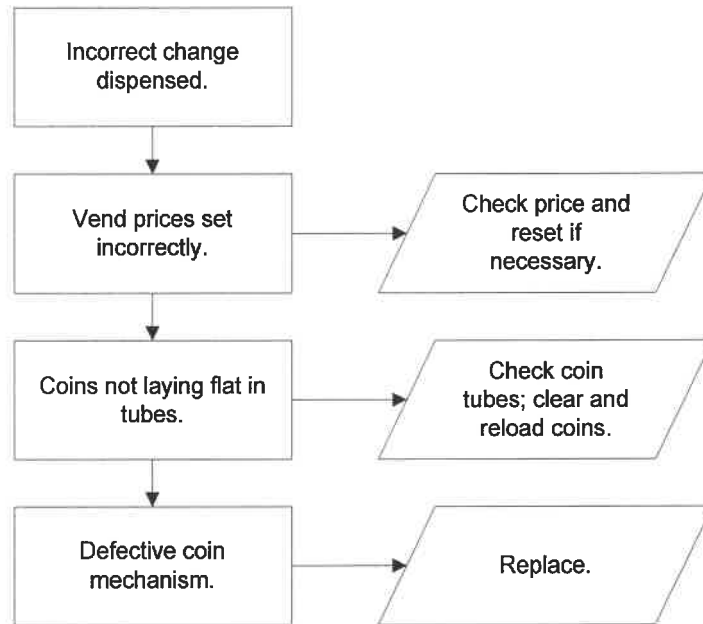 Incorrect change
dispensed.
Vend prices set
incorrectly.
Check price and
reset if
necessary.
Coins not laying flat in
tubes.
Check coin
tubes; clear and
reload coins.
Defective coin
mechanism.
Replace.